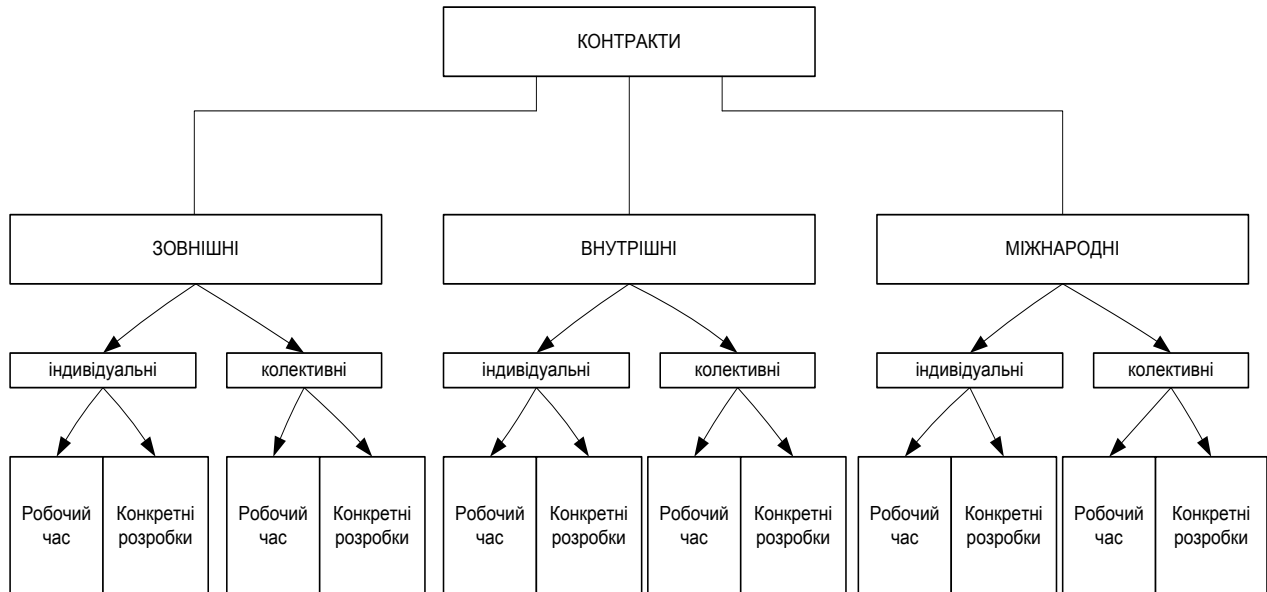 КОНТРАКТИ
ЗОВНІШНІ
ВНУТРІШНІ
МІЖНАРОДНІ
індивідуальні
колективні
індивідуальні
колективні
індивідуальні
колективні
Робочий
час
Конкретні
розробки
Робочий
час
Конкретні
розробки
Робочий
час
Конкретні
розробки
Робочий
час
Конкретні
розробки
Робочий
час
Конкретні
розробки
Робочий
час
Конкретні
розробки